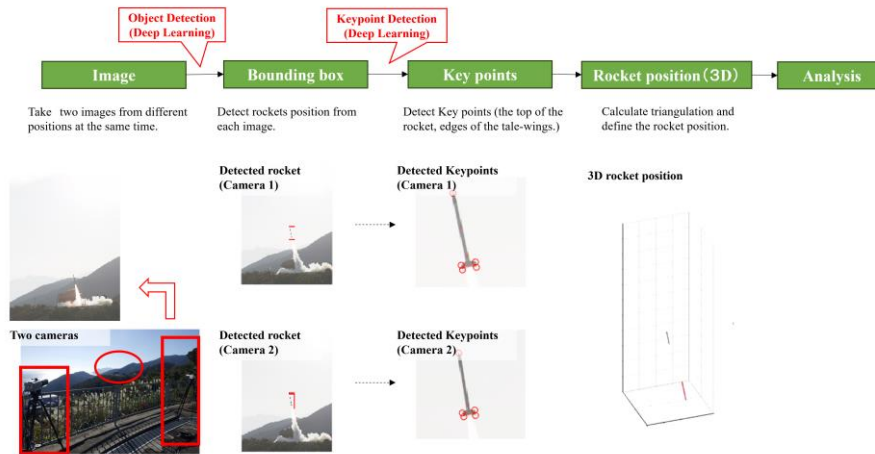 Object Detection
(Deep Learning)
Keypoint Detection
(Deep Learning)
Image
Bounding box
Key points
Rocket position(3D)
Analysis
Take two images from different
positions at the same time.
Detect rockets position from
each image.
Detect Key points (the top of the
rocket, edges of the tale-wings.)
Calculate triangulation and
define the rocket position.
Detected rocket
(Camera 1)
Detected Keypoints
(Camera 1)
3D rocket position
Two cameras
Detected rocket
(Camera 2)
Detected Keypoints
(Camera 2)